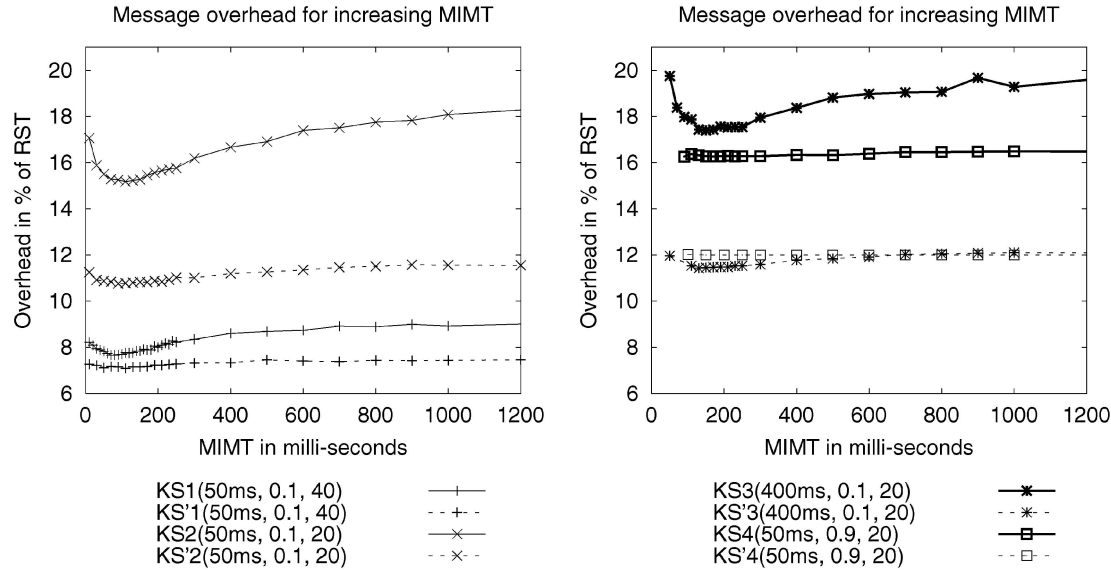 Message overhead for increasing MIMT
Overhead in % of RST
20
18
16
14
12
10
8
6
0
200
400
600
800
1000
1200
MIMT in milli-seconds
KS1(50ms, 0.1, 40)
KS'1(50ms, 0.1, 40)
KS2(50ms, 0.1, 20)
KS'2(50ms, 0.1, 20)
Message overhead for increasing MIMT
Overhead in % of RST
20
18
16
14
12
10
8
6
0
200
400
600
800
1000
1200
MIMT in milli-seconds
KS3(400ms, 0.1, 20)
KS'3(400ms, 0.1, 20)
KS4(50ms, 0.9, 20)
KS'4(50ms, 0.9, 20)